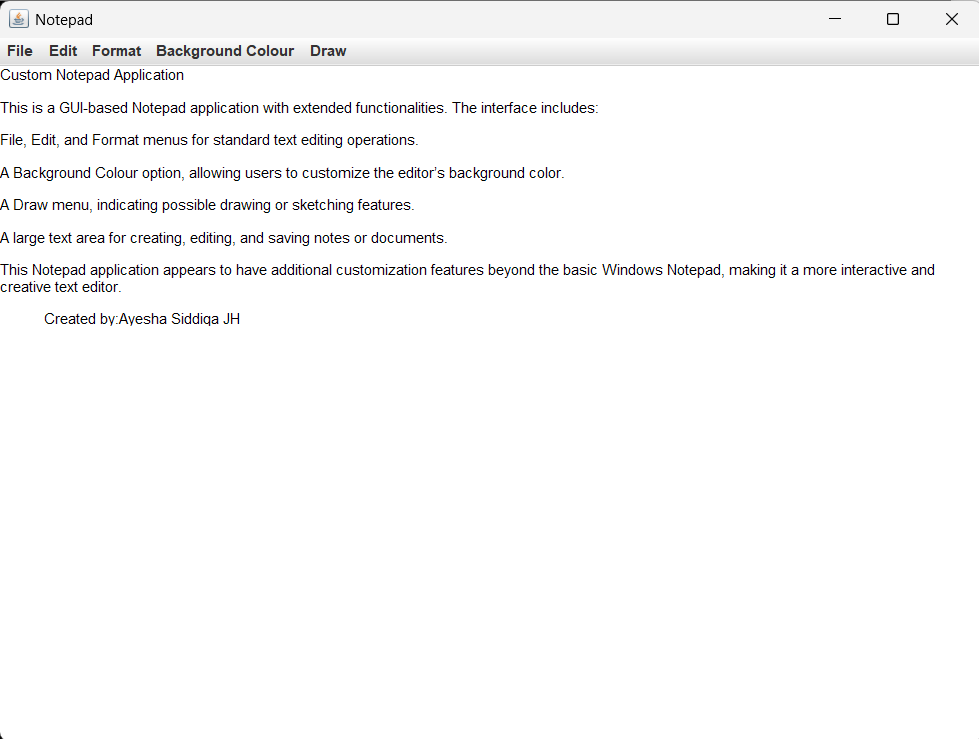 Notepad
File Edit Format Background Colour Draw
Custom Notepad Application
This is a GUI-based Notepad application with extended functionalities. The interface includes:
File, Edit, and Format menus for standard text editing operations.
A Background Colour option, allowing users to customize the editor's background color.
A Draw menu, indicating possible drawing or sketching features.
A large text area for creating, editing, and saving notes or documents.
This Notepad application appears to have additional customization features beyond the basic Windows Notepad, making it a more interactive and
creative text editor.
Created by:Ayesha Siddiqa JH